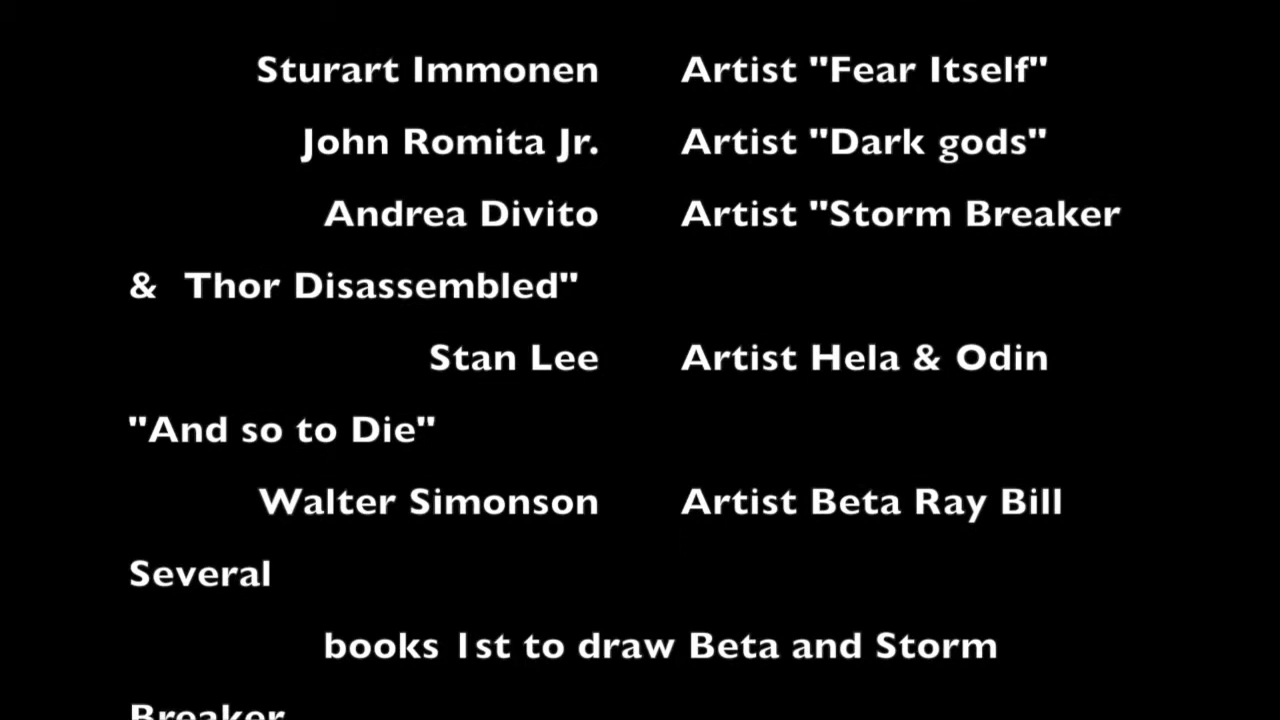 Sturart Immonen Artist "Fear Itself"
John Romita Jr. Artist "Dark gods"
Andrea Divito Artist "Storm Breaker
& Thor Disassembled"
Stan Lee Artist Hela & Odin
"And so to Die"
Walter Simonson Artist Beta Ray Bill
Several
books 1st to draw Beta and Storm
Breaker